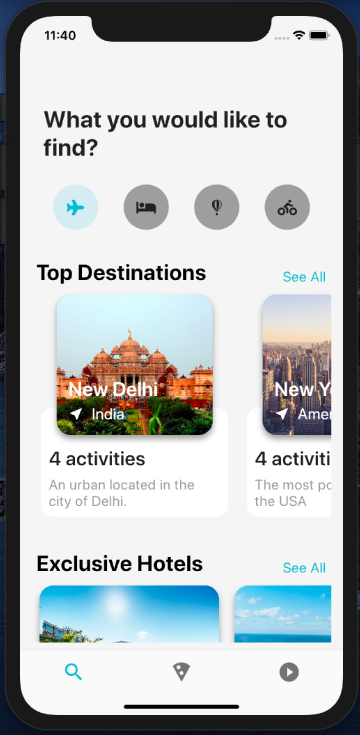 11:40
What you would like to
find?
Top Destinations
See All
New Delhi
India
4 activities
An urban located in the
city of Delhi.
New Y
Amer
4 activiti
The most po
the USA
Exclusive Hotels
See All